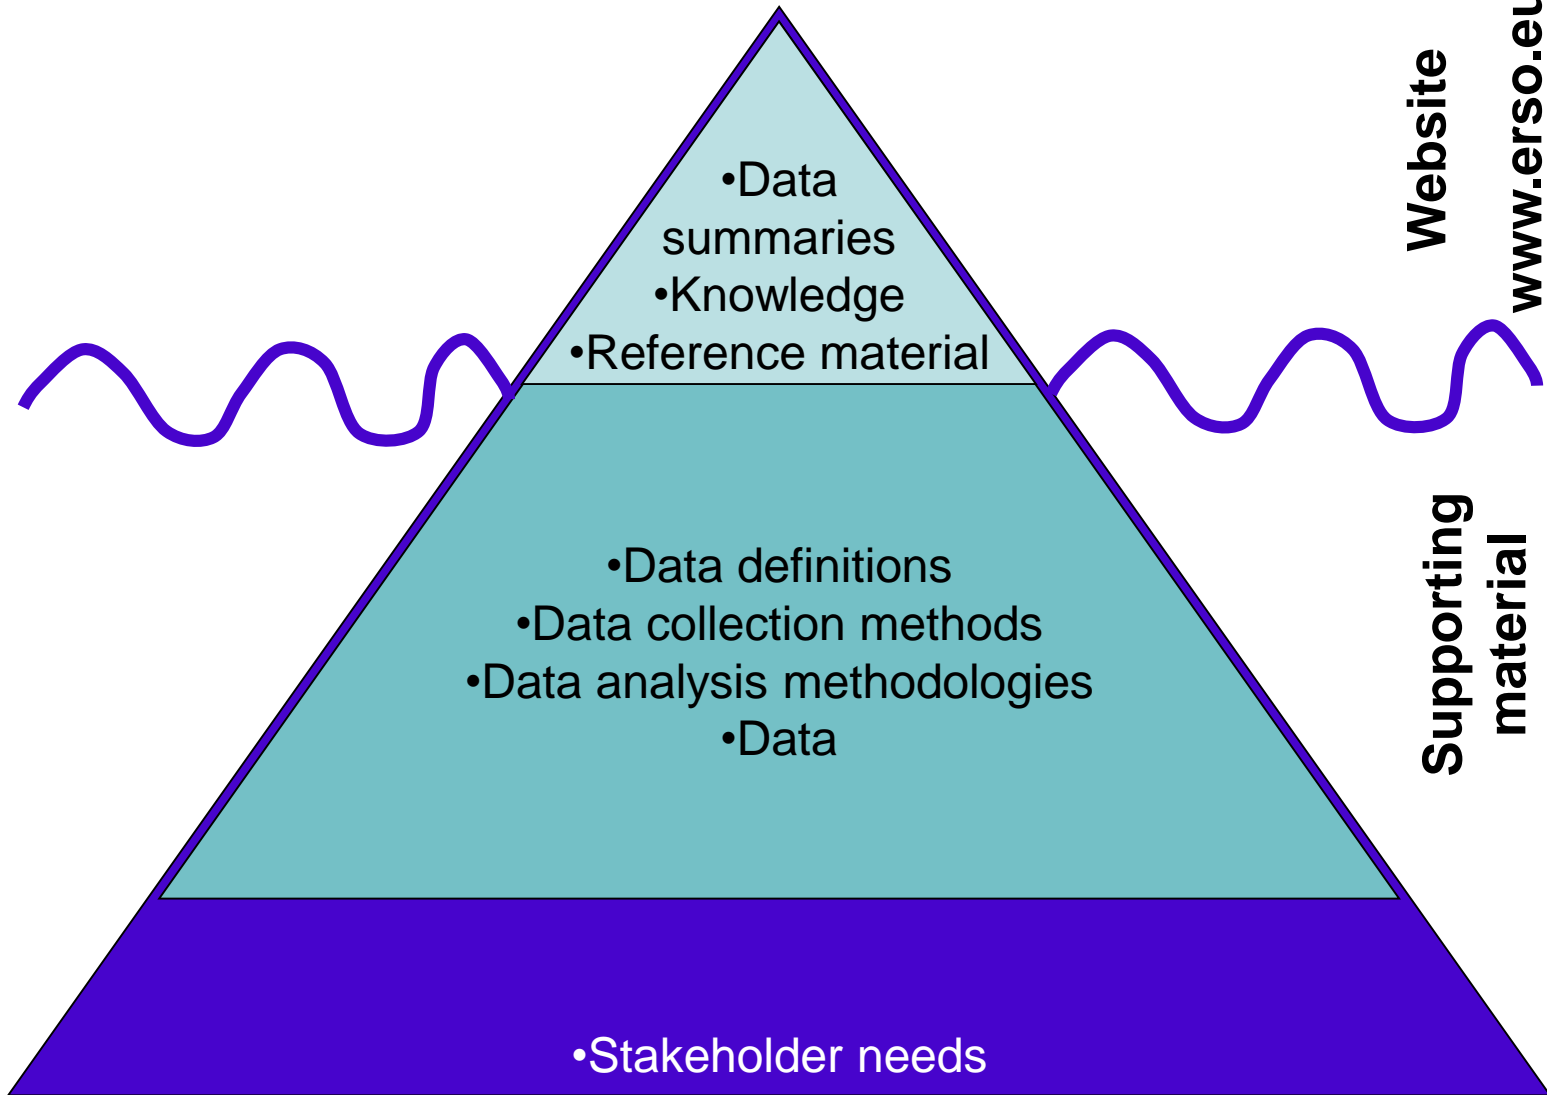 •Data
summaries
•Knowledge
•Reference material
Website
www.erso.eu
•Data definitions
•Data collection methods
•Data analysis methodologies
•Data
Supporting
material
•Stakeholder needs